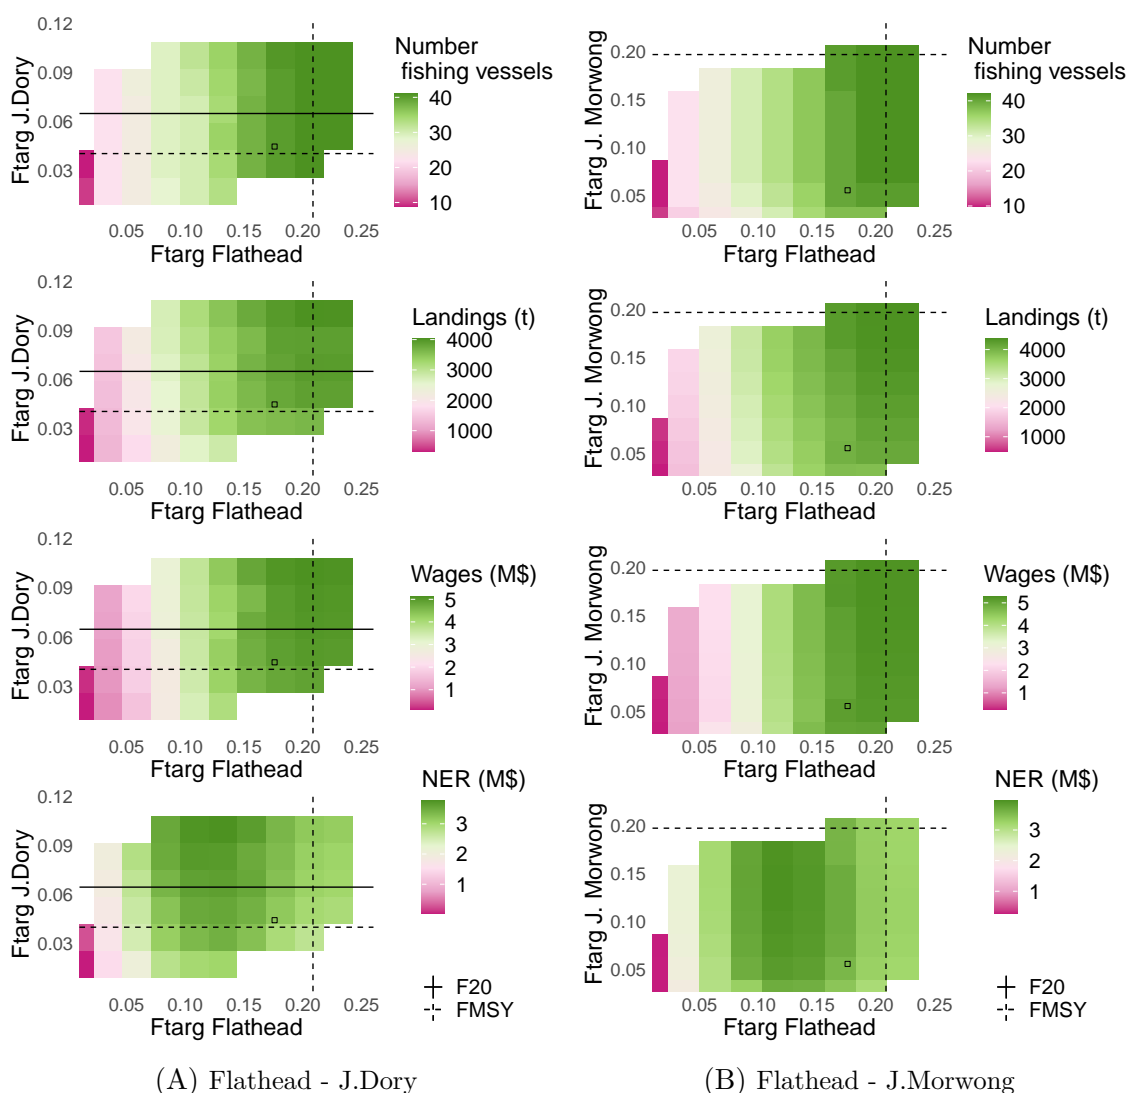 0.12
0.09
0.06
0.03
Ftarg J.Dory
0.05 0.10 0.15 0.20 0.25
Ftarg Flathead
Number
fishing vessels
40
30
20
10
0.20
0.15
0.10
0.05
Ftarg J. Morwong
0.05 0.10 0.15 0.20 0.25
Ftarg Flathead
Number
fishing vessels
40
30
20
10
0.12
0.09
0.06
0.03
Ftarg J.Dory
0.05 0.10 0.15 0.20 0.25
Ftarg Flathead
Landings (t)
4000
3000
2000
1000
0.20
0.15
0.10
0.05
Ftarg J. Morwong
0.05 0.10 0.15 0.20 0.25
Ftarg Flathead
Landings (t)
4000
3000
2000
1000
0.12
0.09
0.06
0.03
Ftarg J.Dory
0.05 0.10 0.15 0.20 0.25
Ftarg Flathead
Wages (M$)
5
4
3
2
1
0.20
0.15
0.10
0.05
Ftarg J. Morwong
0.05 0.10 0.15 0.20 0.25
Ftarg Flathead
Wages (M$)
5
4
3
2
1
0.12
0.09
0.06
0.03
Ftarg J.Dory
0.05 0.10 0.15 0.20 0.25
Ftarg Flathead
NER (M$)
3
2
1
F20
FMSY
0.20
0.15
0.10
0.05
Ftarg J. Morwong
0.05 0.10 0.15 0.20 0.25
Ftarg Flathead
NER (M$)
3
2
1
F20
FMSY
(A) Flathead - J.Dory
(B) Flathead - J.Morwong